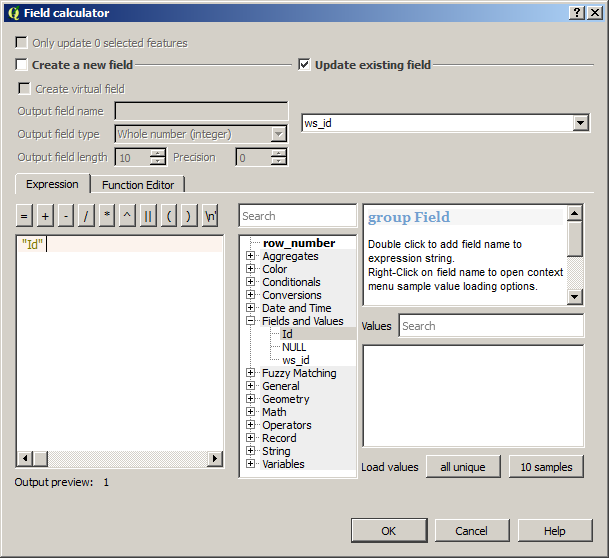 Field calculator
Only update 0 selected features
Create a new field
Update existing field
Create virtual field
Output field name
ws_id
Output field type
Whole number (integer)
Output field length
10
Precision
0
Expression
Function Editor
= + - / * ^ || ( ) '\n'
"Id"
Search
row_number
Aggregates
Color
Conditionals
Conversions
Date and Time
Fields and Values
Id
NULL
ws_id
Fuzzy Matching
General
Geometry
Math
Operators
Record
String
Variables
group Field
Double click to add field name to
expression string.
Right-Click on field name to open context
menu sample value loading options.
Values
Search
Load values
all unique
10 samples
Output preview: 1
OK
Cancel
Help